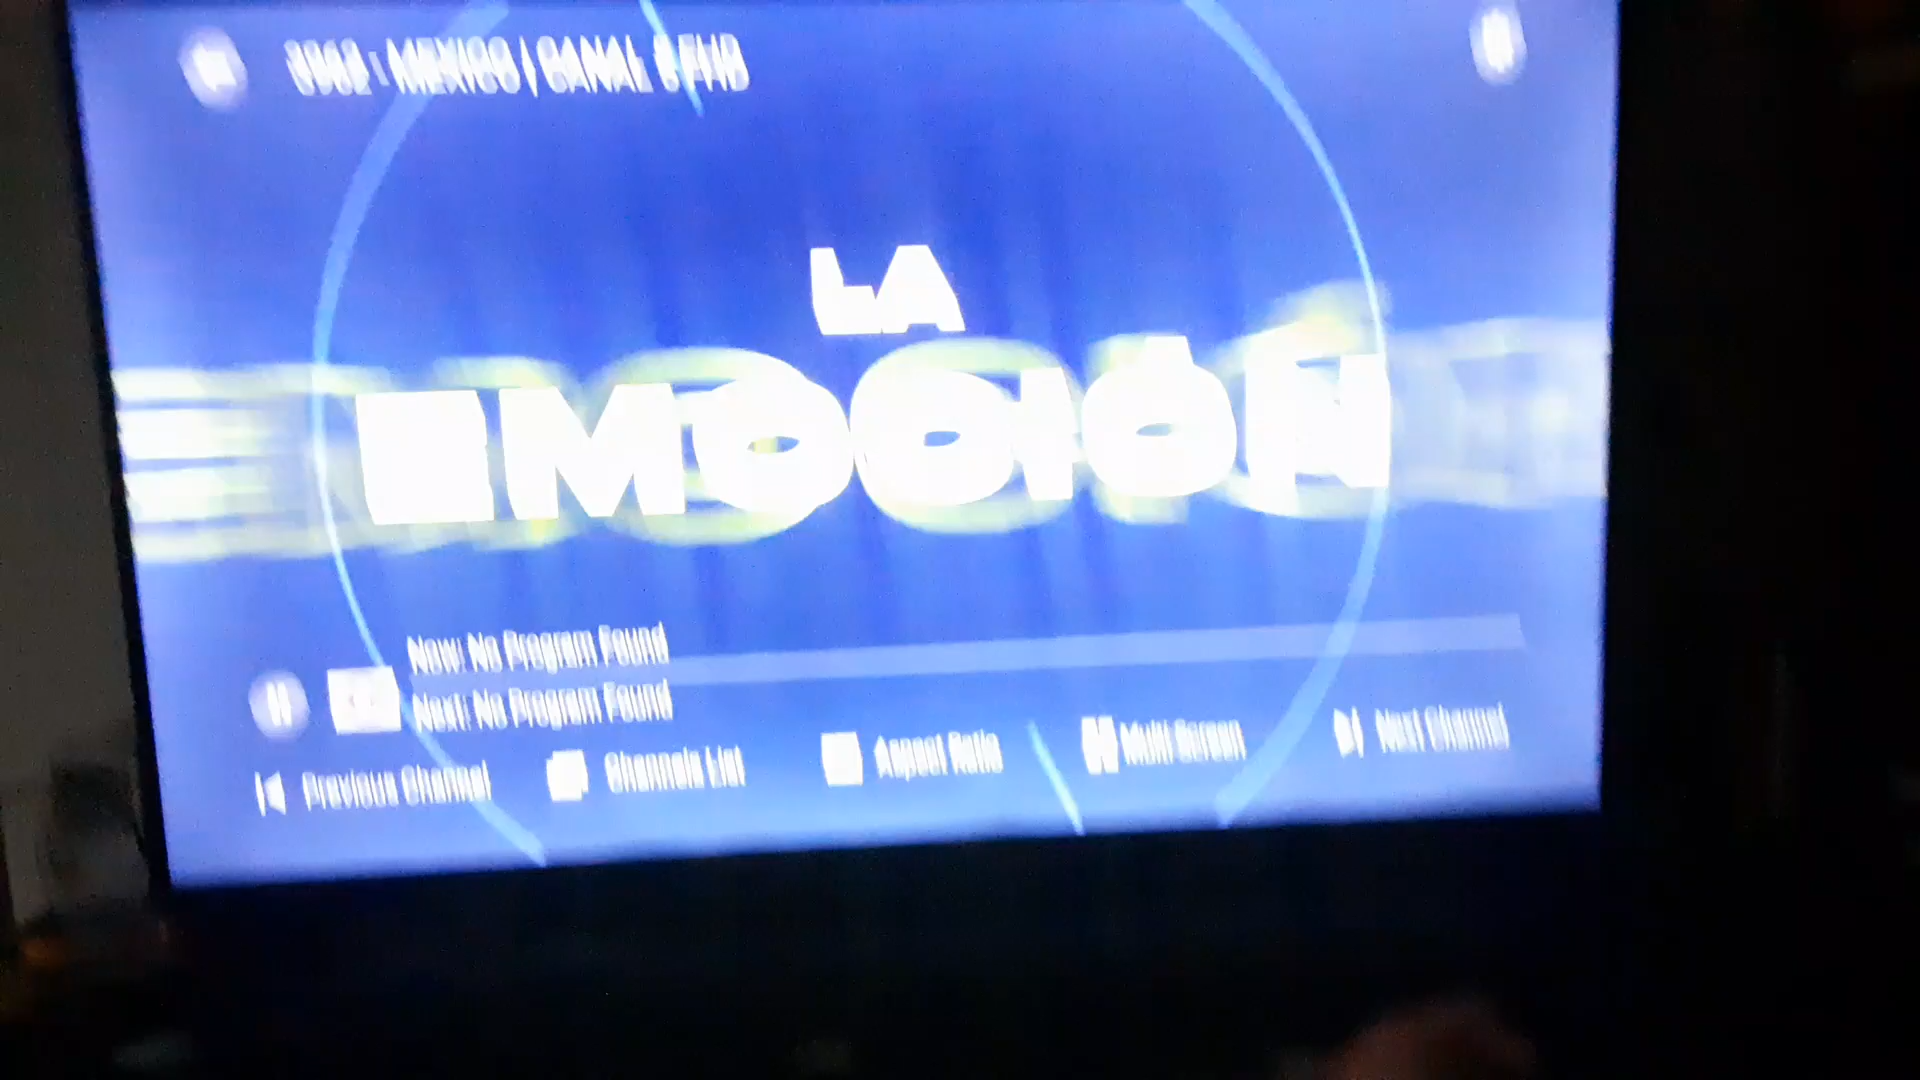 MEXICO | CANAL FHD
LA
EMOCIÓN
Now: No Program Found
Next: No Program Found
Previous Channel
Channels List
Aspect Ratio
Multi Screen
Next Channel